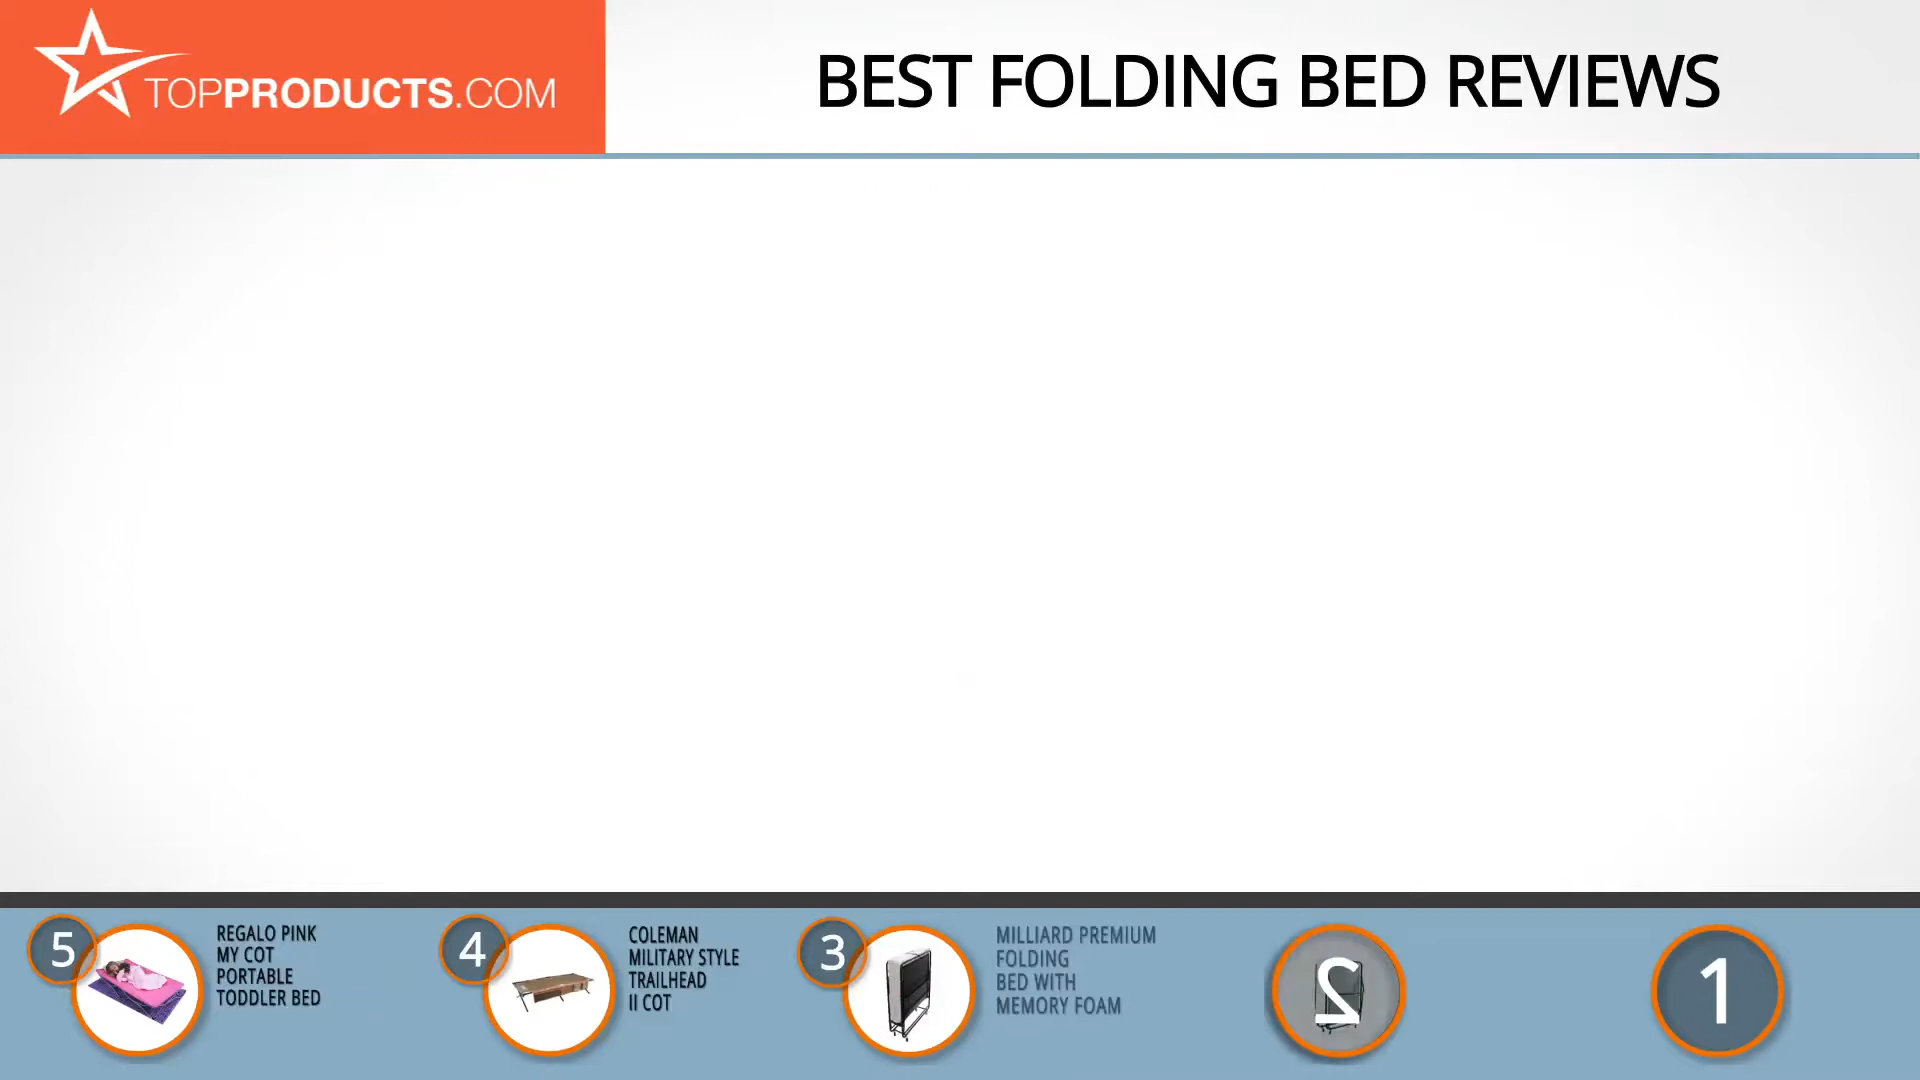 TOPPRODUCTS.COM
BEST FOLDING BED REVIEWS
5
REGALO PINK
MY COT
PORTABLE
TODDLER BED
4
COLEMAN
MILITARY STYLE
TRAILHEAD
II COT
3
MILLIARD PREMIUM
FOLDING
BED WITH
MEMORY FOAM
2
1